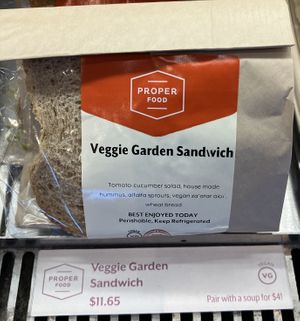 PROPER
FOOD
Veggie Garden Sandwich
Tomato cucumber salad, house made
hummus, alfalfa sprouts, vegan za'atar aioli
wheat bread
BEST ENJOYED TODAY
Perishable, Keep Refrigerated
PROPER
FOOD
Veggie Garden
Sandwich
$11.65
VEGAN
VG
Pair with a soup for $4!